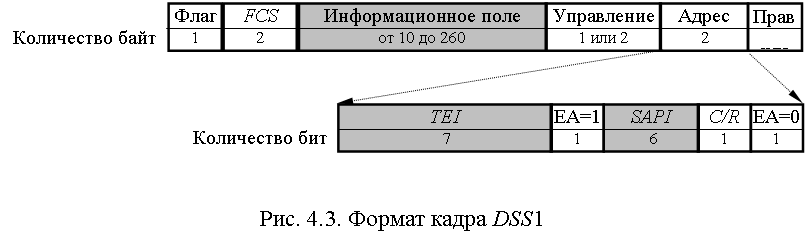 Флаг FCS Информационное поле Управление Адрес Прав
Количество байт 1 2 от 10 до 260 1 или 2 2
TEI EA=1 SAPI C/R EA=0
Количество бит 7 1 6 1 1
Рис. 4.3. Формат кадра DSS1